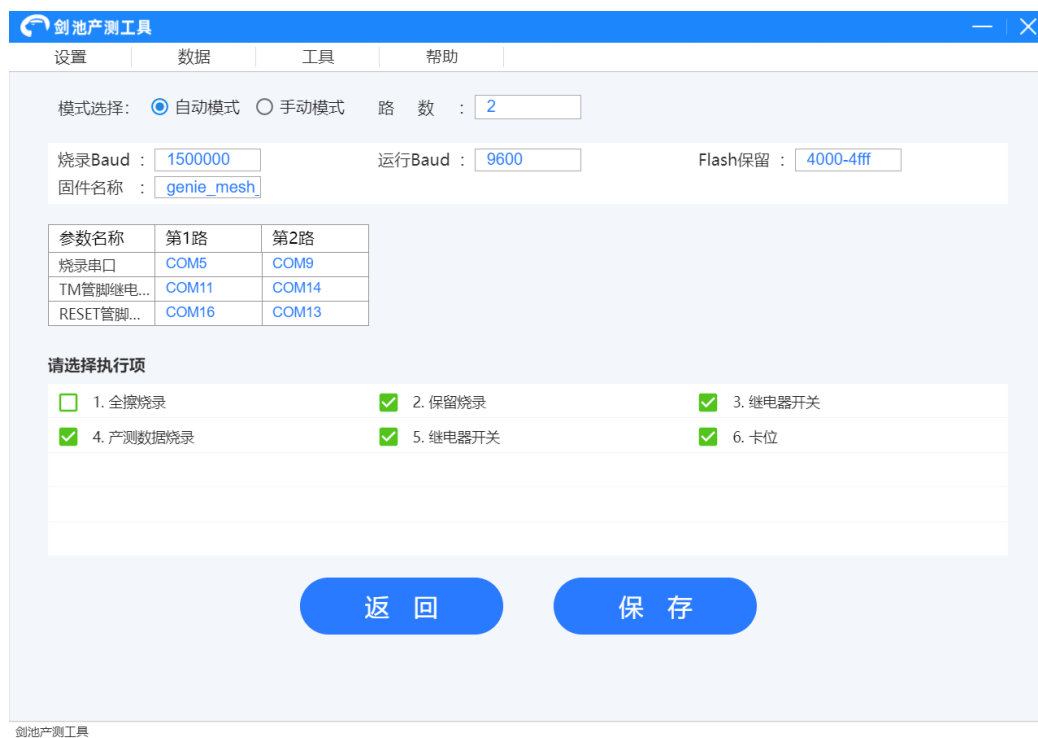 剑池产测工具
设置 数据 工具 帮助
模式选择: 自动模式 手动模式 路 数 : 2
烧录Baud : 1500000 运行Baud : 9600 Flash保留 : 4000-4fff
固件名称 : genie_mesh_
参数名称 第1路 第2路
烧录串口 COM5 COM9
TM管脚继电... COM11 COM14
RESET管脚... COM16 COM13
请选择执行项
1. 全擦烧录 2. 保留烧录 3. 继电器开关
4. 产测数据烧录 5. 继电器开关 6. 卡位
返 回 保 存
剑池产测工具